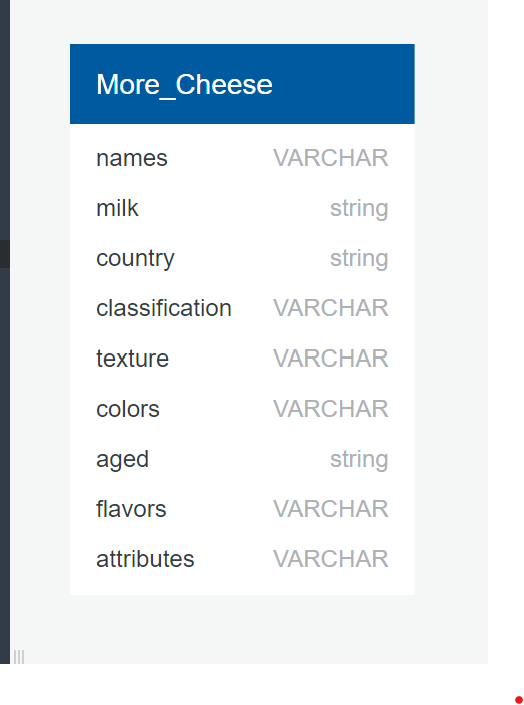 More_Cheese
names VARCHAR
milk string
country string
classification VARCHAR
texture VARCHAR
colors VARCHAR
aged string
flavors VARCHAR
attributes VARCHAR